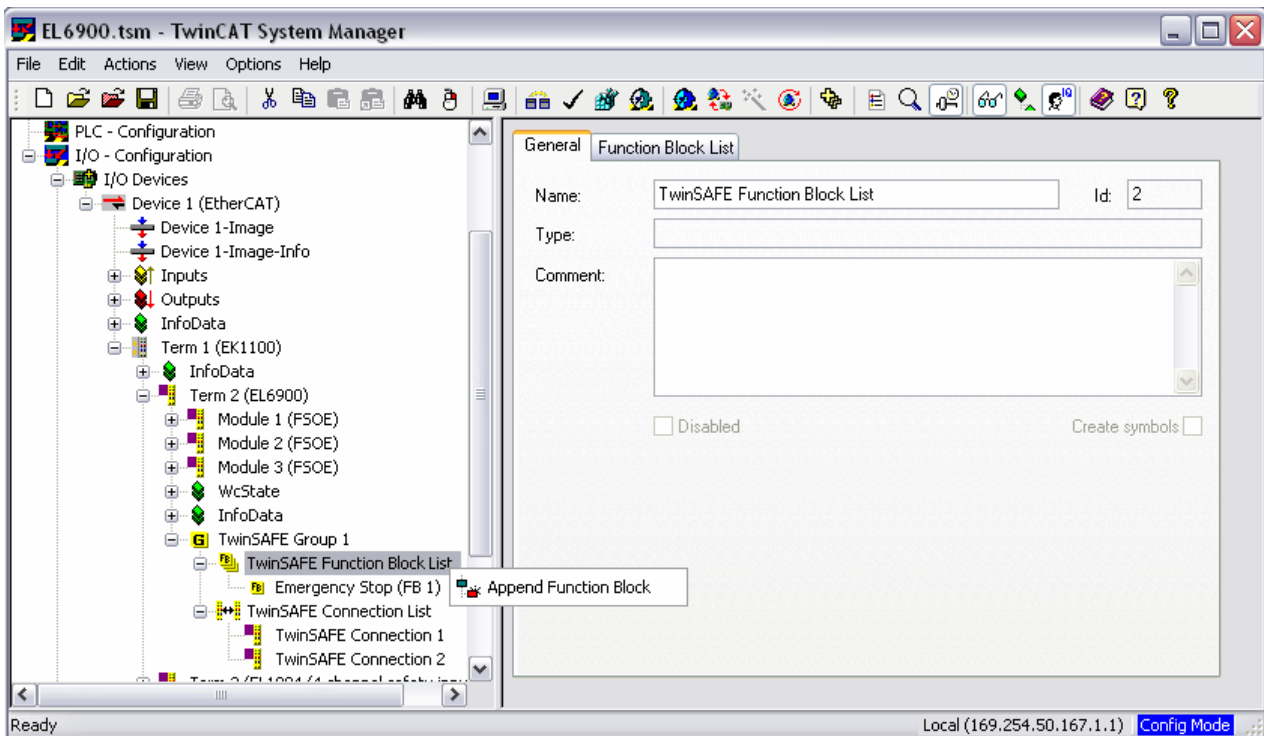 EL6900.tsm - TwinCAT System Manager
File Edit Actions View Options Help
PLC - Configuration
I/O - Configuration
I/O Devices
Device 1 (EtherCAT)
Device 1-Image
Device 1-Image-Info
Inputs
Outputs
InfoData
Term 1 (EK1100)
InfoData
Term 2 (EL6900)
Module 1 (FSOE)
Module 2 (FSOE)
Module 3 (FSOE)
WcState
InfoData
TwinSAFE Group 1
TwinSAFE Function Block List
Emergency Stop (FB 1)
Append Function Block
TwinSAFE Connection List
TwinSAFE Connection 1
TwinSAFE Connection 2
General Function Block List
Name: TwinSAFE Function Block List Id: 2
Type:
Comment:
Disabled Create symbols
Ready Local (169.254.50.167.1.1) Config Mode